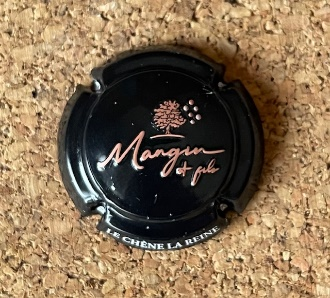 Mangin
et fils
LE CHÊNE LA REINE